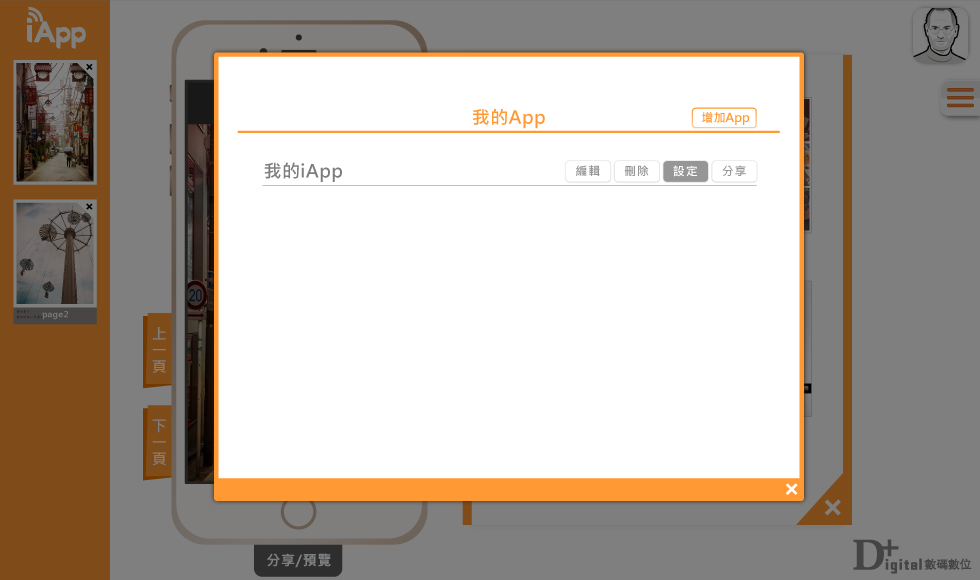 iApp
page2
上一頁
下一頁
20
我的App
增加App
我的iApp
編輯
刪除
設定
分享
分享/預覽
D+igital 數碼數位